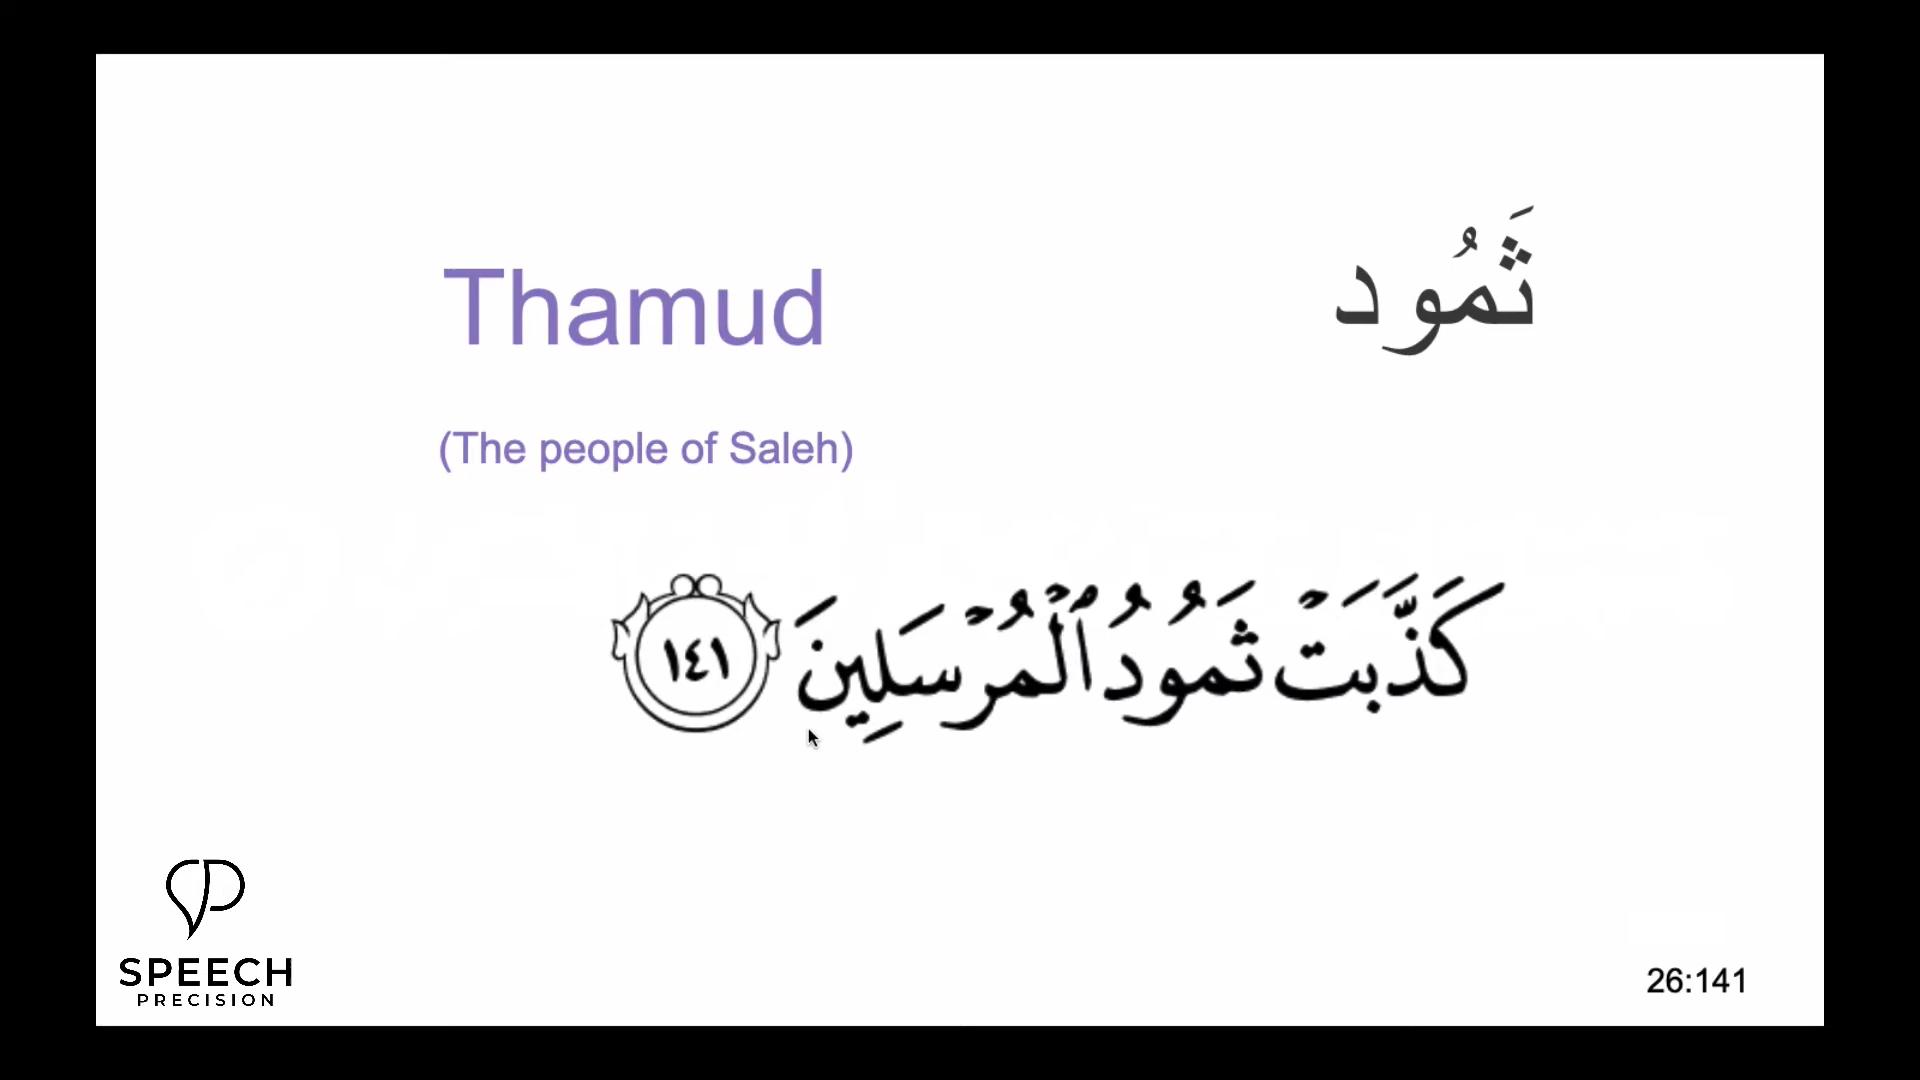 Thamud
ثَمُود
(The people of Saleh)
كَذَّبَتۡ ثَمُودُ ٱلۡمُرۡسَلِينَ ١٤١
SPEECH
PRECISION
26:141